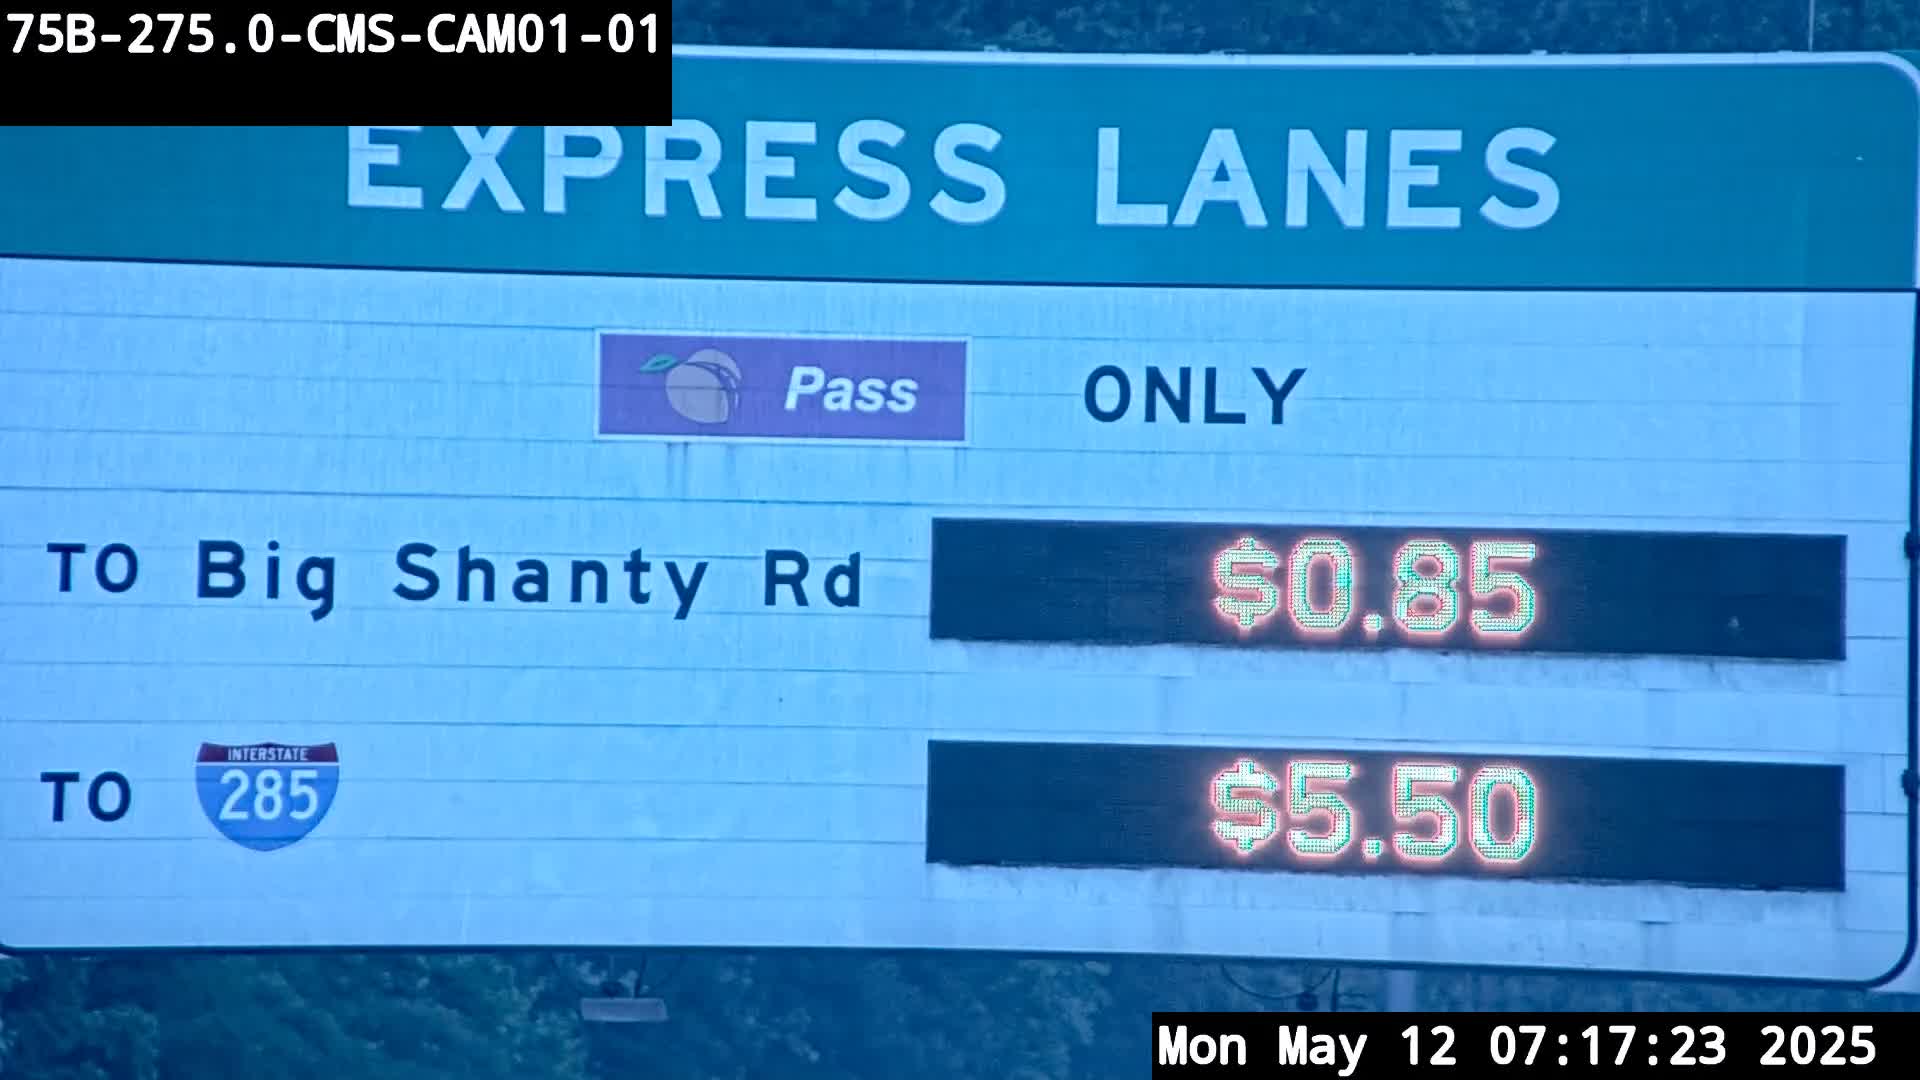 75B-275.0-CMS-CAM01-01
EXPRESS LANES
Pass ONLY
TO Big Shanty Rd $0.85
TO INTERSTATE 285 $5.50
Mon May 12 07:17:23 2025